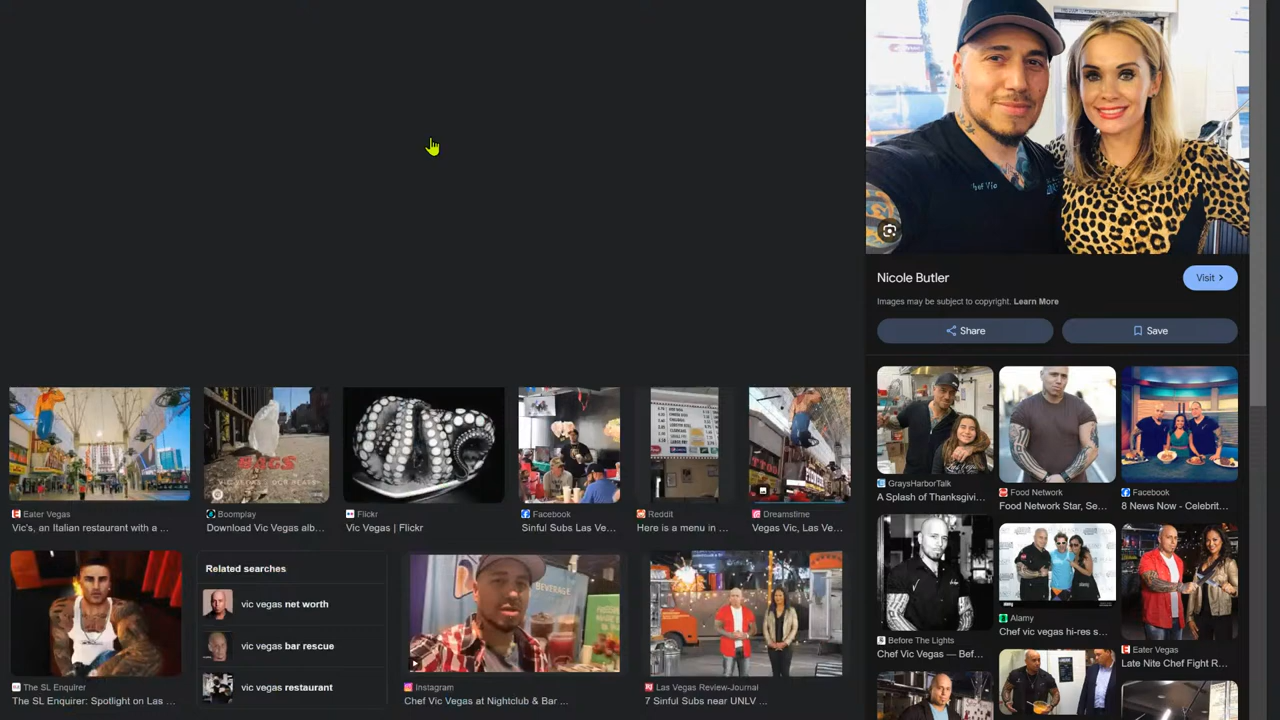 Nicole Butler
Visit
Images may be subject to copyright. Learn More
Share
Save
Eater Vegas
Vic's, an Italian restaurant with a ...
BAGS
Boomplay
Download Vic Vegas alb...
Flickr
Vic Vegas | Flickr
Facebook
Sinful Subs Las Ve...
Reddit
Here is a menu in ...
Dreamstime
Vegas Vic, Las Ve...
GraysHarborTalk
A Splash of Thanksgivi...
Food Network
Food Network Star, Se...
Facebook
8 News Now - Celebrit...
The SL Enquirer
The SL Enquirer: Spotlight on Las ...
Related searches
vic vegas net worth
vic vegas bar rescue
vic vegas restaurant
BEVERAGE
Instagram
Chef Vic Vegas at Nightclub & Bar ...
Las Vegas Review-Journal
7 Sinful Subs near UNLV ...
Before The Lights
Chef Vic Vegas — Bef...
Alamy
Chef vic vegas hi-res s...
Eater Vegas
Late Nite Chef Fight R...